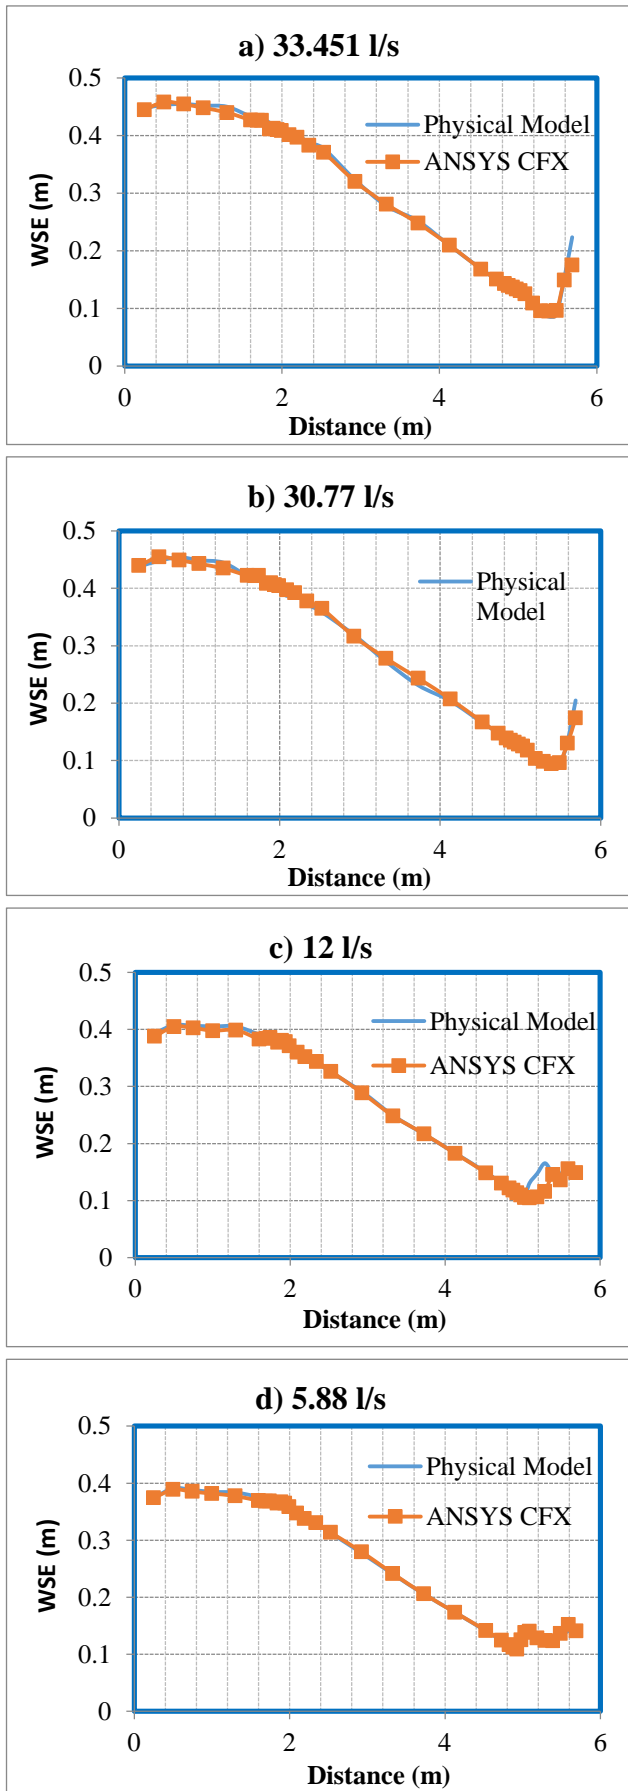 a) 33.451 l/s
0.5
0.4
0.3
0.2
0.1
0
WSE (m)
Physical Model
ANSYS CFX
0 2 4 6
Distance (m)
b) 30.77 l/s
0.5
0.4
0.3
0.2
0.1
0
WSE (m)
Physical
Model
0 2 4 6
Distance (m)
c) 12 l/s
0.5
0.4
0.3
0.2
0.1
0
WSE (m)
Physical Model
ANSYS CFX
0 2 4 6
Distance (m)
d) 5.88 l/s
0.5
0.4
0.3
0.2
0.1
0
WSE (m)
Physical Model
ANSYS CFX
0 2 4 6
Distance (m)